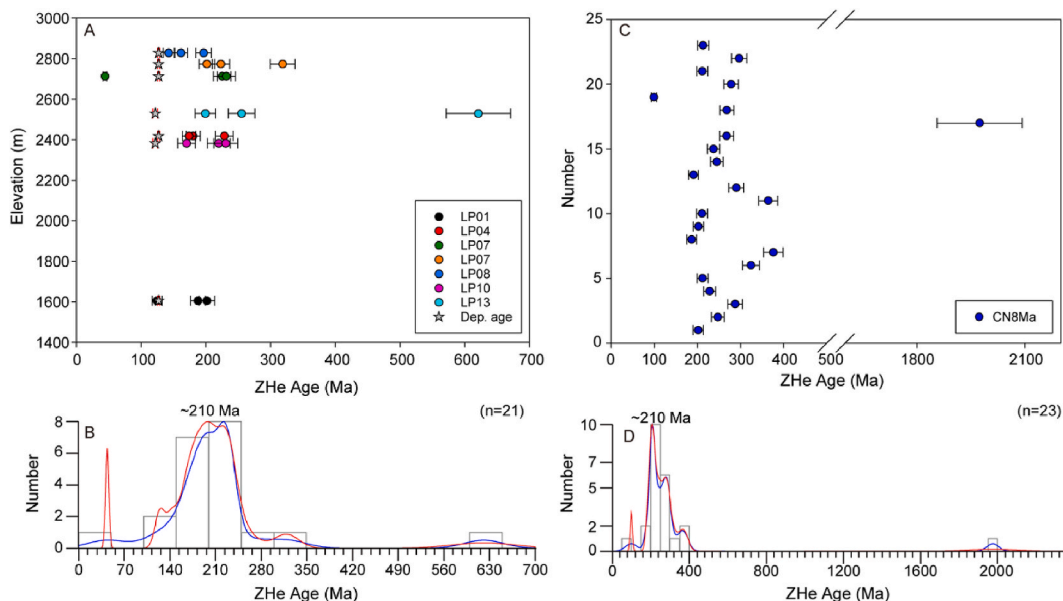 A
3000
2800
2600
2400
2200
2000
1800
1600
1400
Elevation (m)
LP01
LP04
LP07
LP07
LP08
LP10
LP13
Dep. age
0 100 200 300 400 500 600 700
ZHe Age (Ma)
C
25
20
15
10
5
0
Number
CN8Ma
0 100 200 300 400 500 1800 2100
ZHe Age (Ma)
~210 Ma
(n=21)
B
8
6
4
2
0
Number
0 70 140 210 280 350 420 490 560 630 700
ZHe Age (Ma)
~210 Ma
(n=23)
D
10
10
5
2
0
Number
0 400 800 1200 1600 2000
ZHe Age (Ma)